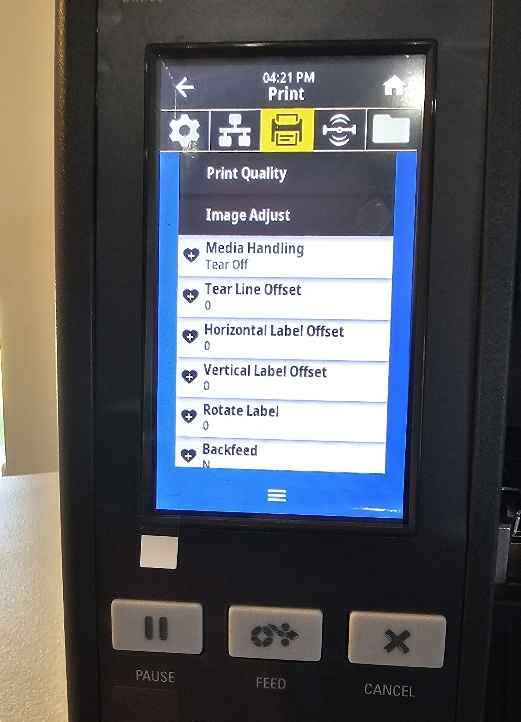 04:21 PM
Print
Print Quality
Image Adjust
Media Handling
Tear Off
Tear Line Offset
0
Horizontal Label Offset
0
Vertical Label Offset
0
Rotate Label
0
Backfeed
N
PAUSE
FEED
CANCEL